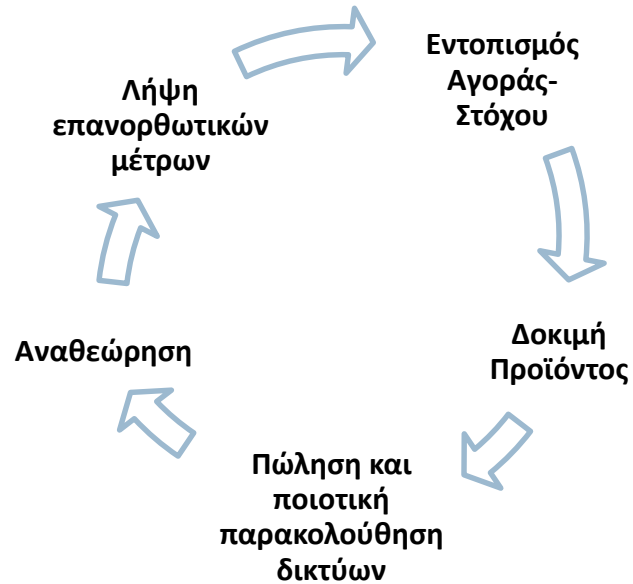 Εντοπισμός
Αγοράς-
Στόχου
Δοκιμή
Προϊόντος
Πώληση και
ποιοτική
παρακολούθηση
δικτύων
Αναθεώρηση
Λήψη
επανορθωτικών
μέτρων